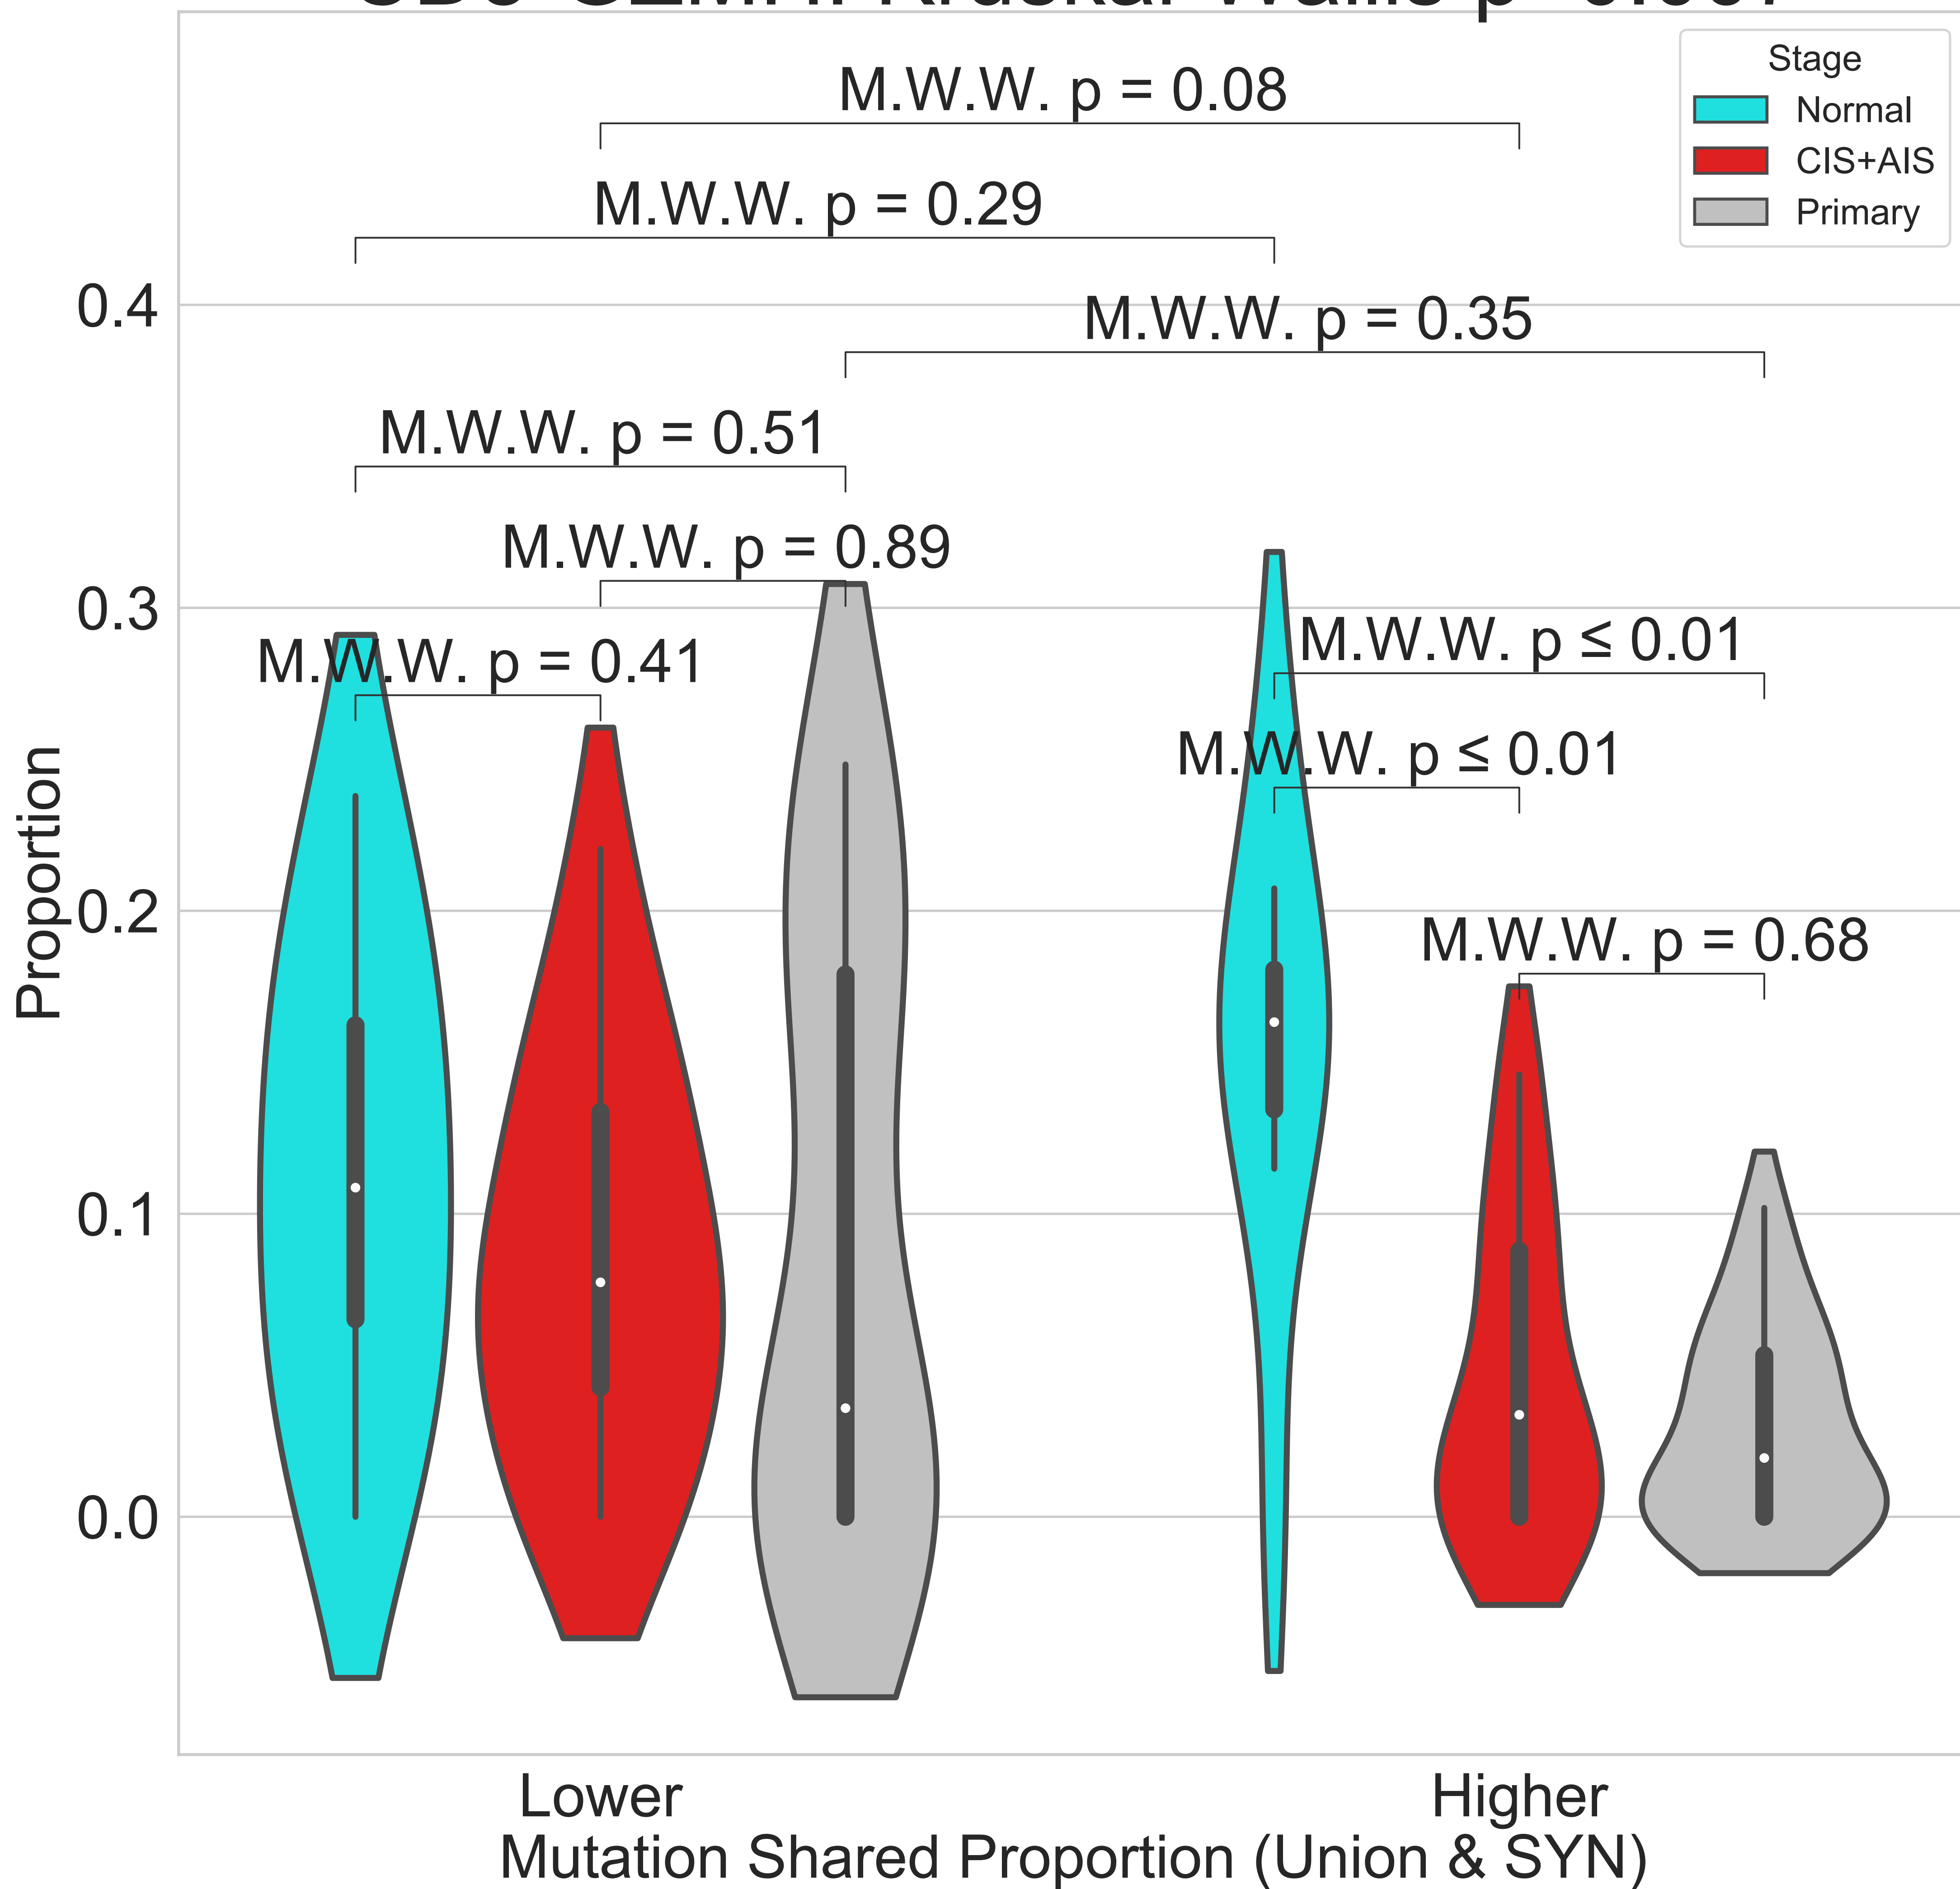 Stage
Normal
CIS+AIS
Primary
M.W.W. p = 0.08
M.W.W. p = 0.29
M.W.W. p = 0.35
M.W.W. p = 0.51
M.W.W. p = 0.89
M.W.W. p = 0.41
M.W.W. p ≤ 0.01
M.W.W. p ≤ 0.01
M.W.W. p = 0.68
0.4
0.3
0.2
0.1
0.0
Proportion
Lower
Higher
Mutation Shared Proportion (Union & SYN)